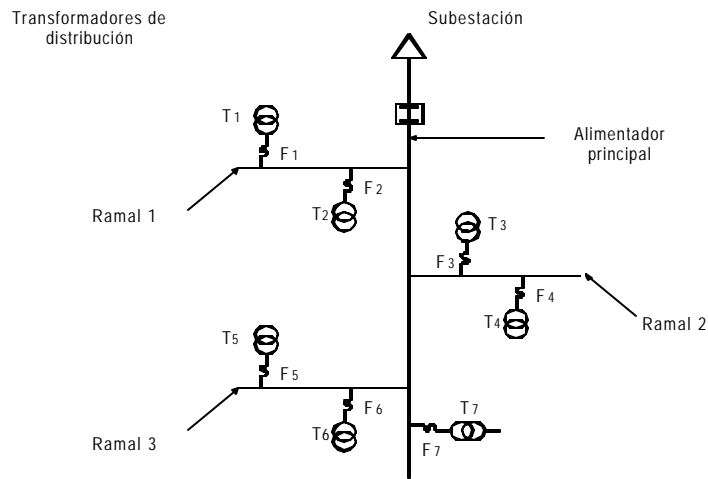 Transformadores de
distribución
Subestación
T1
F1
Alimentador
principal
F2
Ramal 1
T2
T3
F3
F4
T4
Ramal 2
T5
F5
F6
T7
T6
Ramal 3
F7